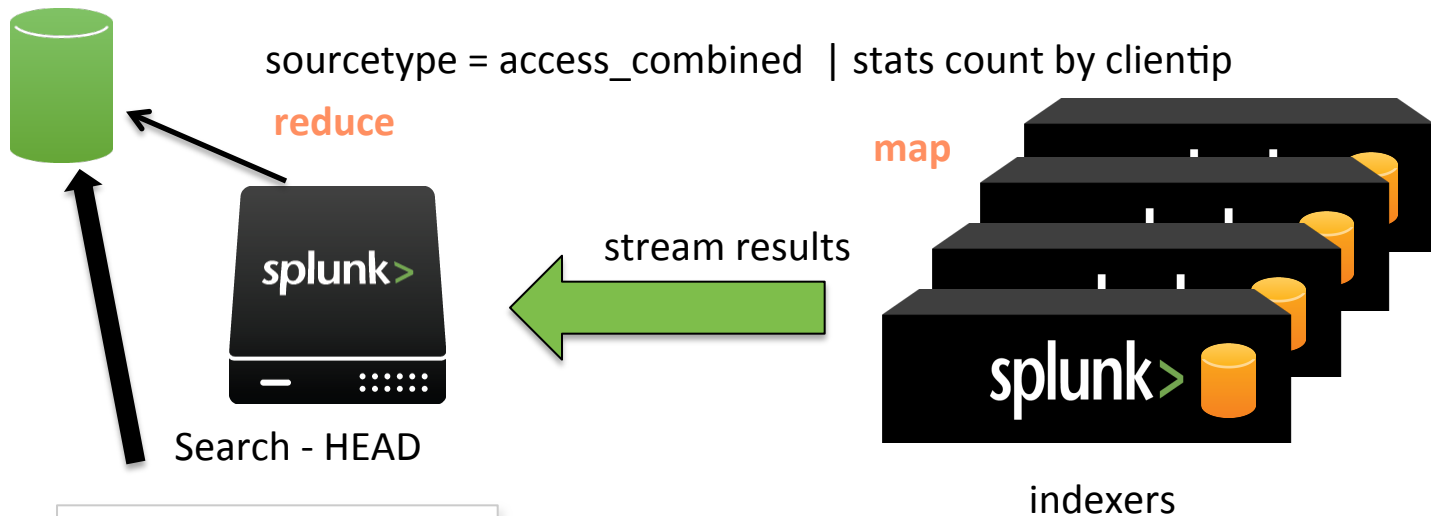 sourcetype = access_combined | stats count by clientip
reduce
map
stream results
splunk>
splunk>
Search - HEAD
indexers